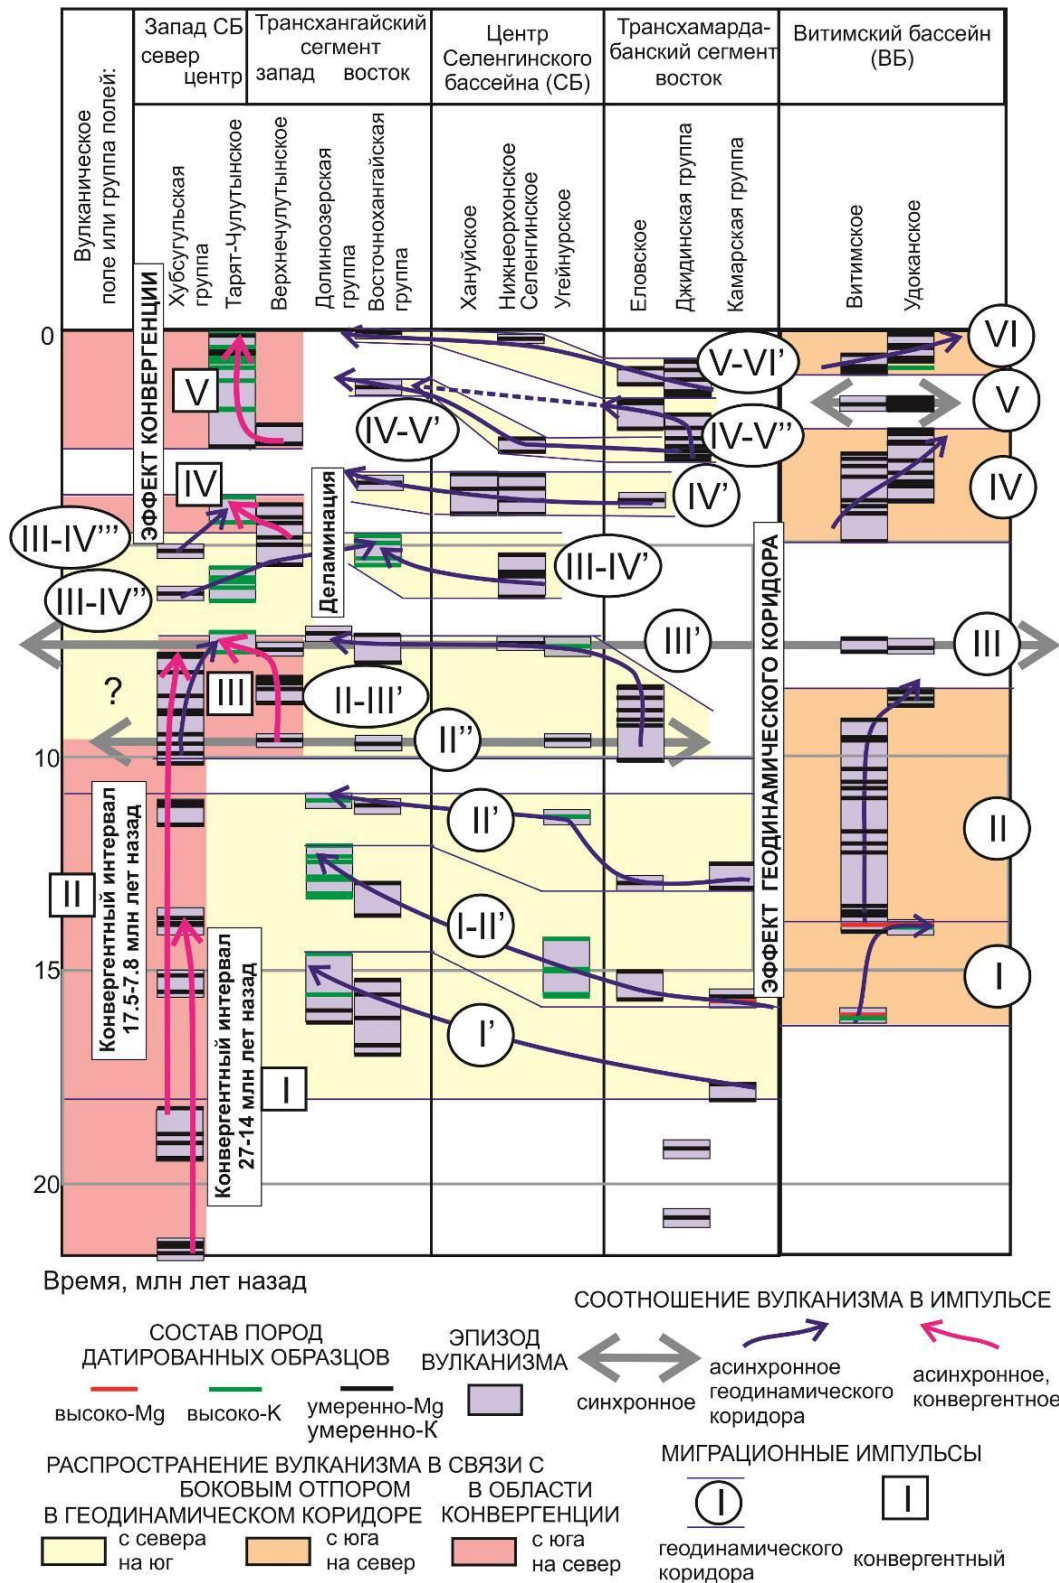 Запад СБ
север
центр
Трансхангайский
сегмент
запад восток
Центр
Селенгинского
бассейна (СБ)
Трансхамарда-
банский сегмент
восток
Витимский бассейн
(ВБ)
Вулканическое
поле или группа полей:
Хубсугульская
группа
Тарят-Чулутынское
Верхнечулутынское
Долиноозерская
группа
Восточнохангайская
группа
Хануйское
Нижнеорхонское
Селенгинское
Угейнурское
Еловское
Джидинская группа
Камарская группа
Витимское
Удоканское
ЭФФЕКТ КОНВЕРГЕНЦИИ
0
VI
V-VI'
V
V
IV-V'
IV-V''
IV
IV
IV'
Делам­инация
III-IV'''
III-IV''
III-IV'
ЭФФЕКТ ГЕОДИНАМИЧЕСКОГО КОРИДОРА
III'
III
?
III
II-III'
II''
10
II'
II
II
Конвергентный интервал
17.5-7.8 млн лет назад
I-II'
Конвергентный интервал
27-14 млн лет назад
15
I
I'
I
20
Время, млн лет назад
СОСТАВ ПОРОД
ДАТИРОВАННЫХ ОБРАЗЦОВ
высоко-Mg
высоко-K
умеренно-Mg
умеренно-K
ЭПИЗОД
ВУЛКАНИЗМА
СООТНОШЕНИЕ ВУЛКАНИЗМА В ИМПУЛЬСЕ
синхронное
асинхронное
геодинамического
коридора
асинхронное,
конвергентное
РАСПРОСТРАНЕНИЕ ВУЛКАНИЗМА В СВЯЗИ С
БОКОВЫМ ОТПОРОМ
В ГЕОДИНАМИЧЕСКОМ КОРИДОРЕ
В ОБЛАСТИ
КОНВЕРГЕНЦИИ
с севера
на юг
с юга
на север
с юга
на север
МИГРАЦИОННЫЕ ИМПУЛЬСЫ
I
I
геодинамического
коридора
конвергентный